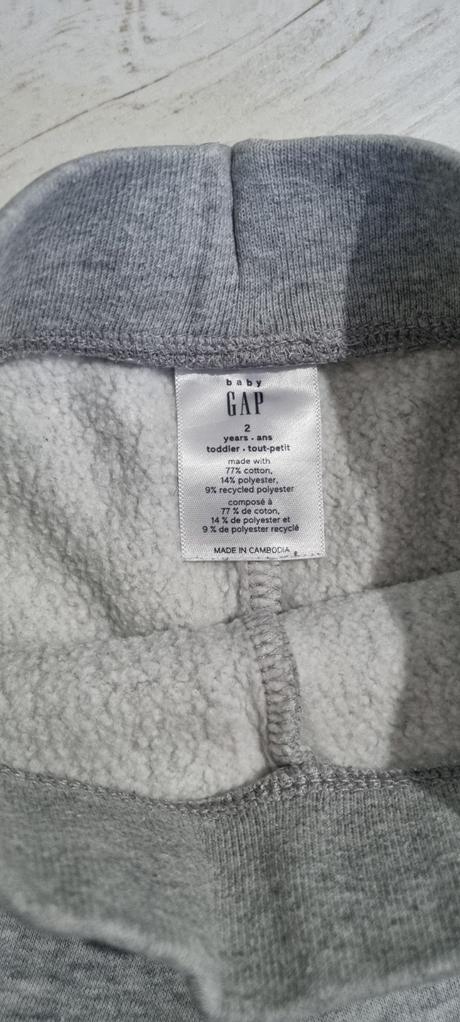 baby
GAP
2
years • ans
toddler • tout-petit
made with
77% cotton,
14% polyester,
9% recycled polyester
composé à
77 % de coton,
14 % de polyester et
9 % de polyester recyclé
MADE IN CAMBODIA